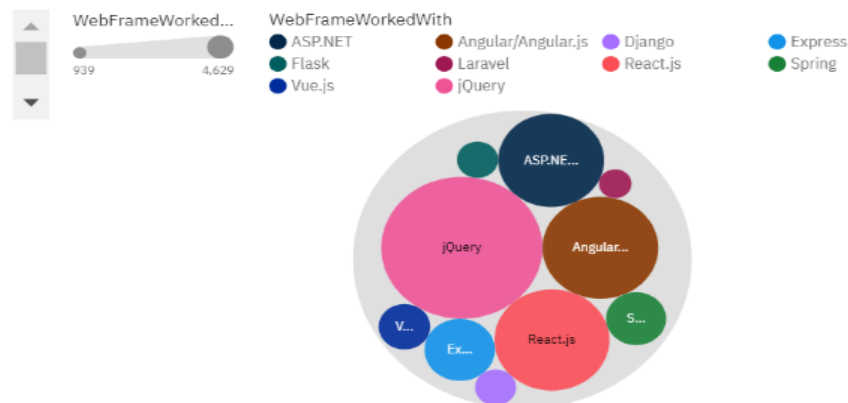 WebFrameWorked...
939
4,629
WebFrameWorkedWith
ASP.NET
Angular/Angular.js
Django
Express
Flask
Laravel
React.js
Spring
Vue.js
jQuery
ASP.NE...
jQuery
Angular...
S...
V...
Ex...
React.js